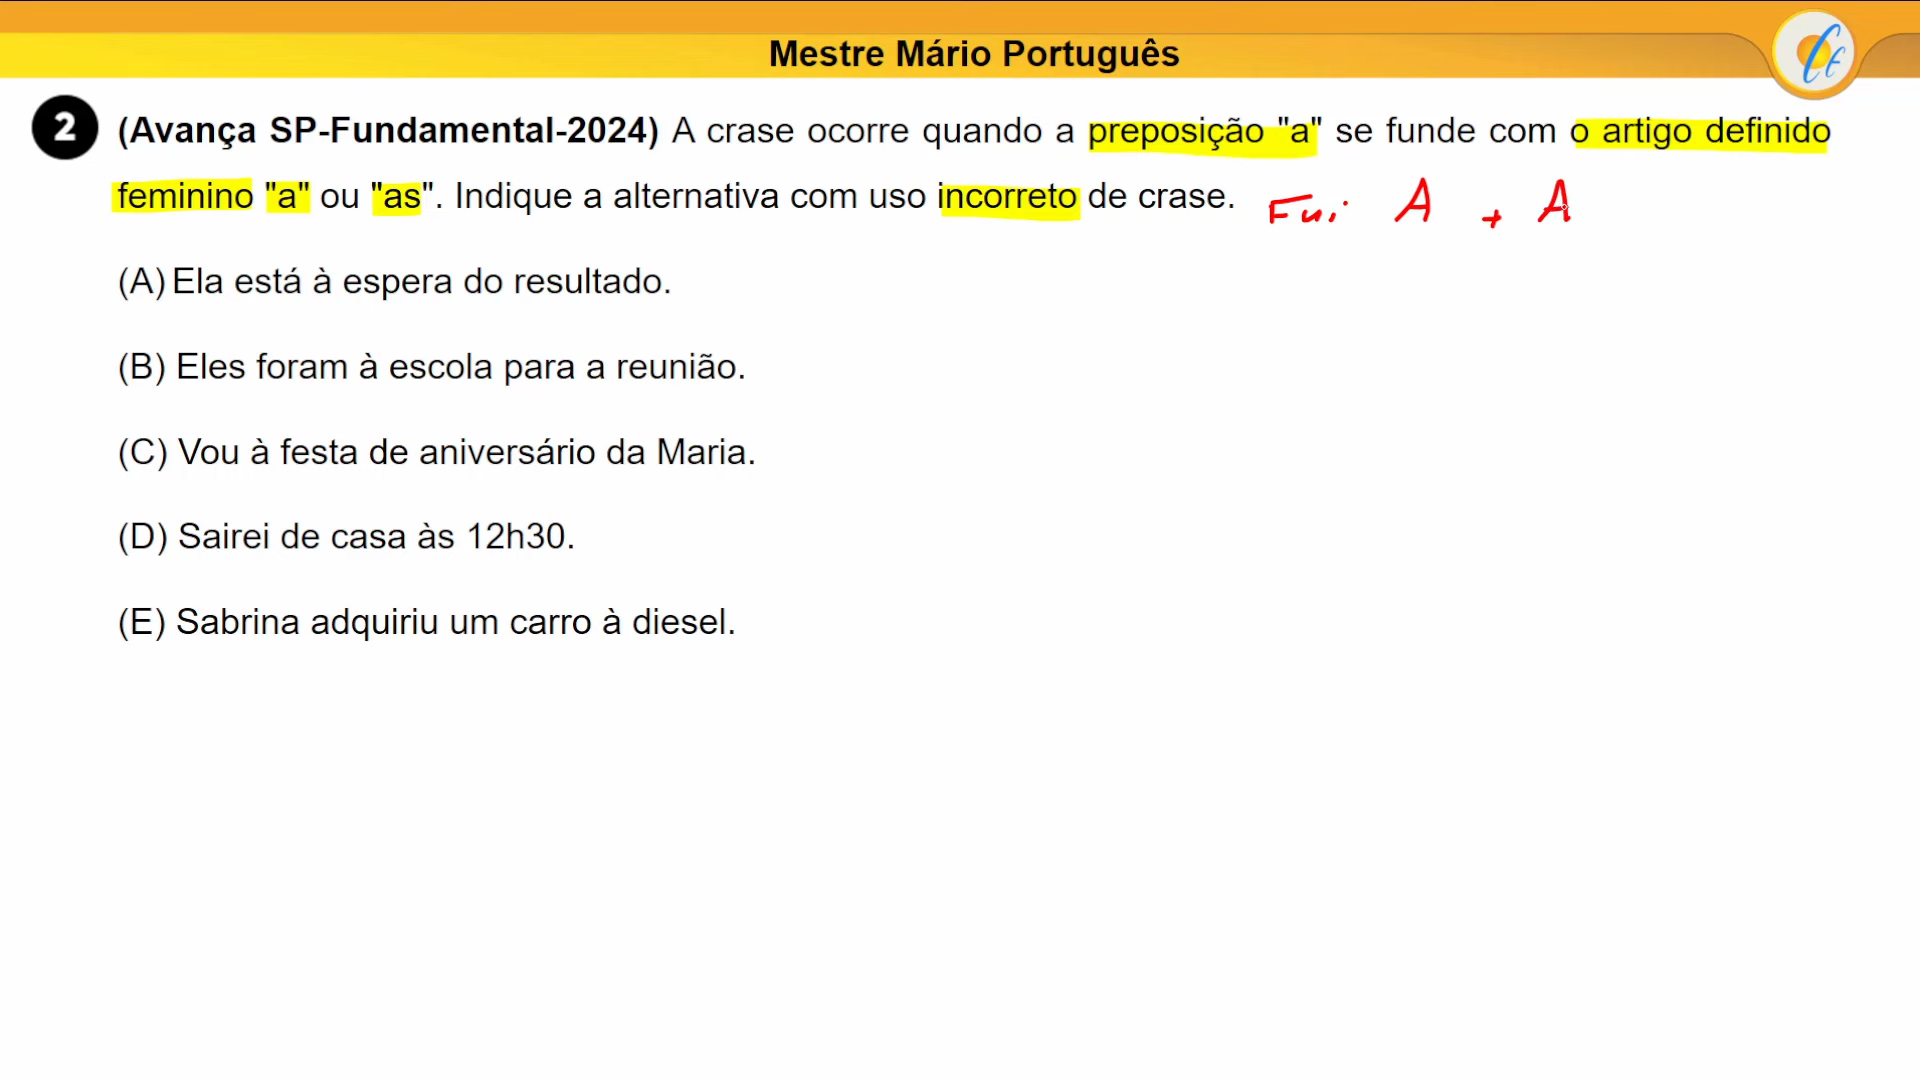 Mestre Mário Português
2 (Avança SP-Fundamental-2024) A crase ocorre quando a preposição "a" se funde com o artigo definido
feminino "a" ou "as". Indique a alternativa com uso incorreto de crase. Fui A + A
(A) Ela está à espera do resultado.
(B) Eles foram à escola para a reunião.
(C) Vou à festa de aniversário da Maria.
(D) Sairei de casa às 12h30.
(E) Sabrina adquiriu um carro à diesel.